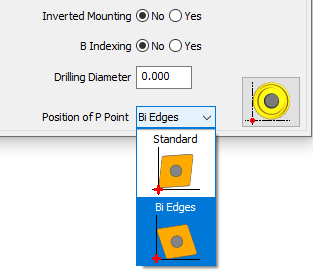 Inverted Mounting No Yes
B Indexing No Yes
Drilling Diameter 0.000
Position of P Point Bi Edges
Standard
Bi Edges